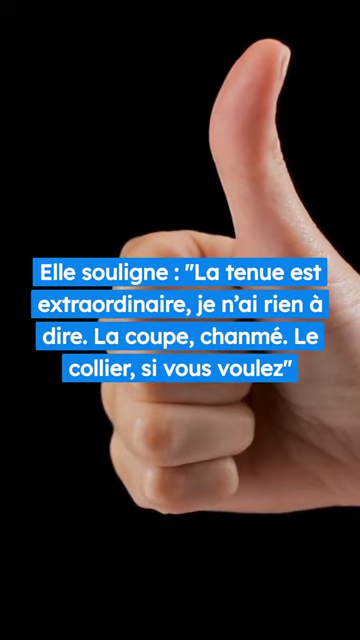 Elle souligne : "La tenue est
extraordinaire, je n’ai rien à
dire. La coupe, chanmé. Le
collier, si vous voulez"